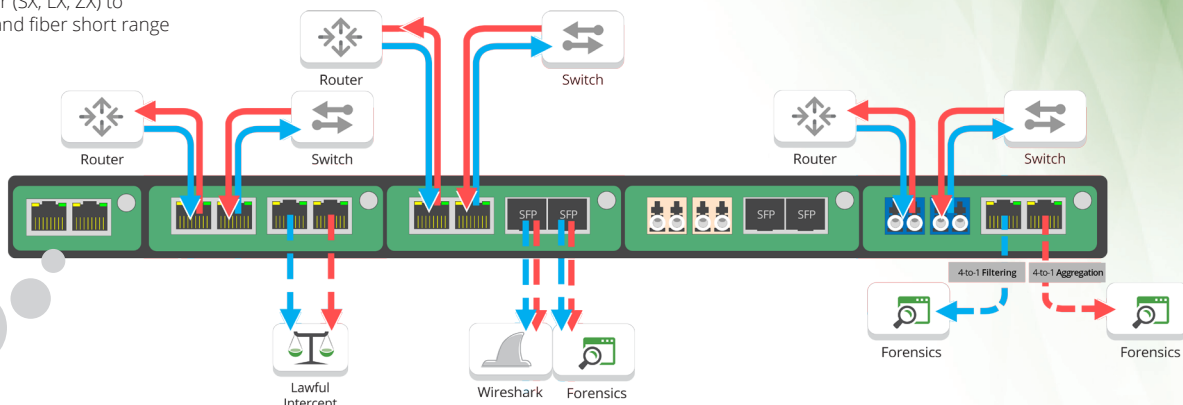 r (SX, LX, ZX) to
and fiber short range
Router
Switch
Router
Switch
Router
Switch
SFP
SFP
SFP
SFP
4-to-1 Filtering
4-to-1 Aggregation
Forensics
Forensics
Lawful
Intercept
Wireshark
Forensics